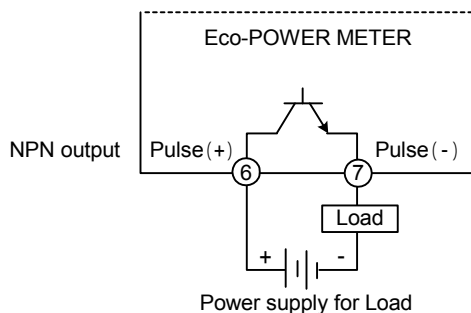 Eco-POWER METER
NPN output Pulse(+) Pulse(-)
6 7
Load
+ -
Power supply for Load